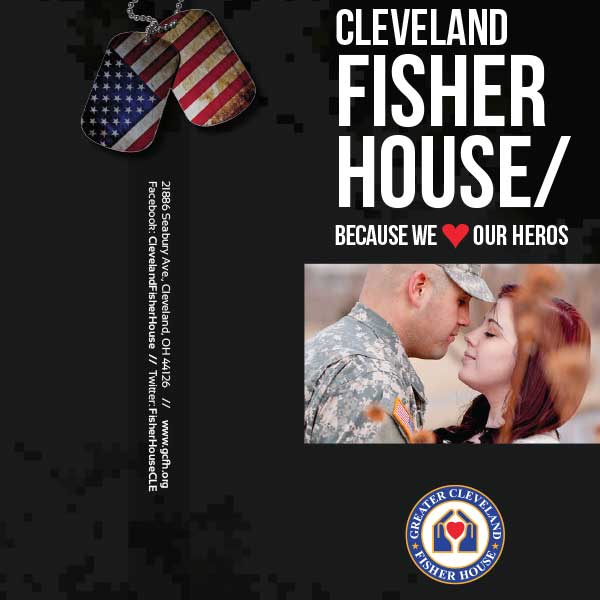 CLEVELAND
FISHER
HOUSE/
BECAUSE WE OUR HEROS
21886 Seabury Ave., Cleveland, OH 44126 // www.gcfh.org
Facebook: ClevelandFisherHouse // Twitter: FisherHouseCLE
GREATER CLEVELAND
FISHER HOUSE